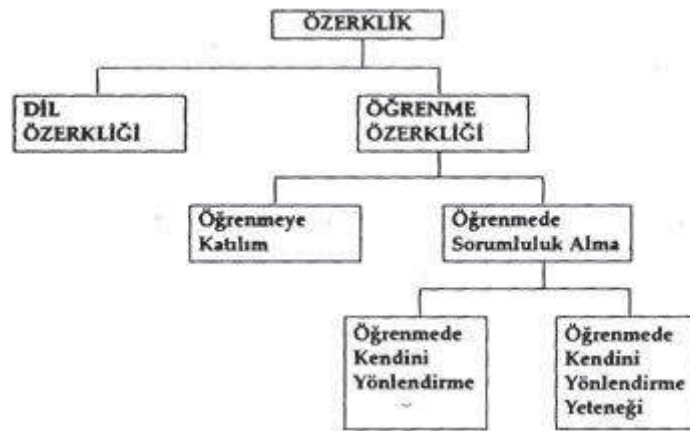 ÖZERKLİK
DİL
ÖZERKLİĞİ
ÖĞRENME
ÖZERKLİĞİ
Öğrenmeye
Katılım
Öğrenmede
Sorumluluk Alma
Öğrenmede
Kendini
Yönlendirme
Öğrenmede
Kendini
Yönlendirme
Yeteneği